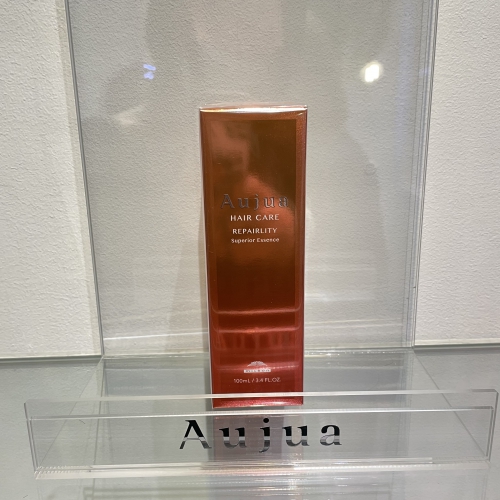 Aujua
HAIR CARE
REPAIRLITY
Superior Essence
100mL / 3.4 FL.OZ
Aujua